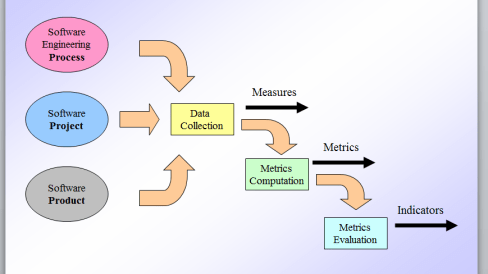 Software
Engineering
Process
Software
Project
Software
Product
Data
Collection
Measures
Metrics
Computation
Metrics
Metrics
Evaluation
Indicators